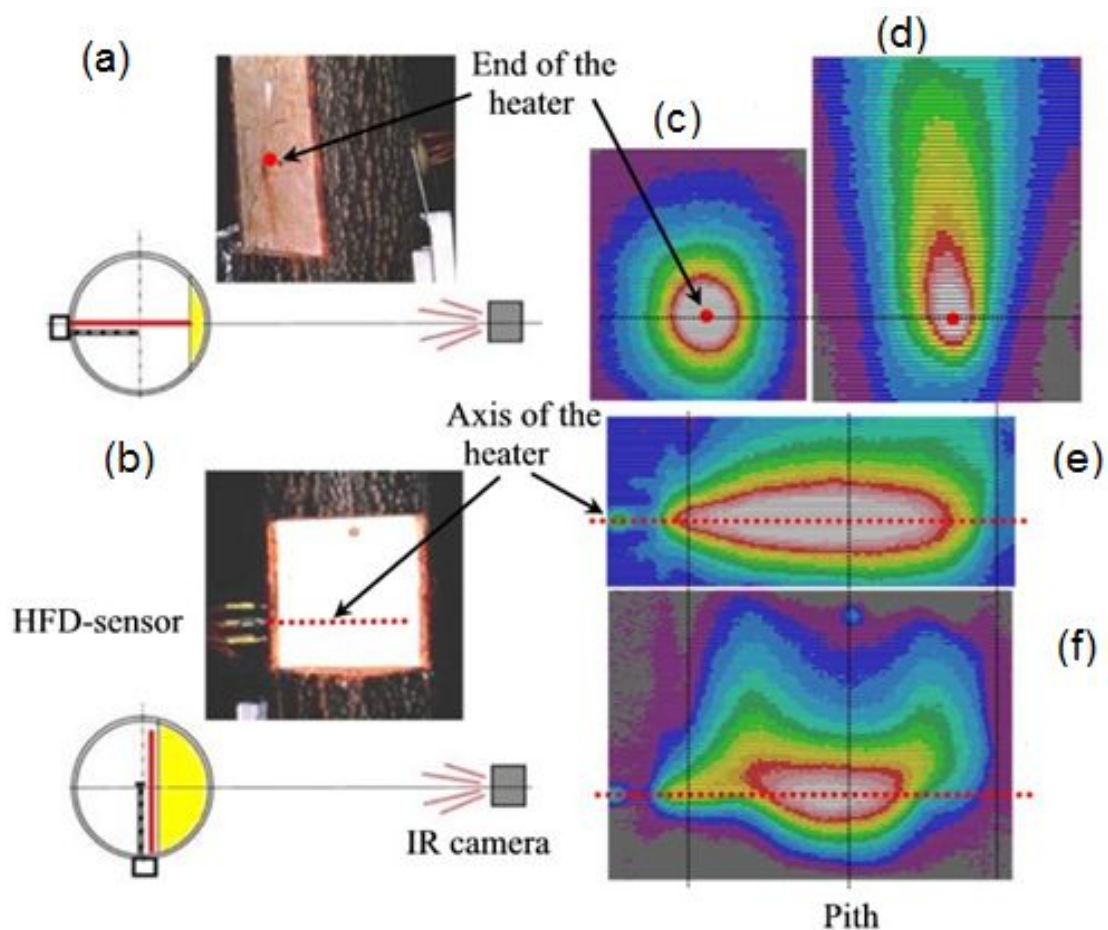 (a)
End of the
heater
(c)
(d)
Axis of the
heater
(b)
(e)
HFD-sensor
(f)
IR camera
Pith